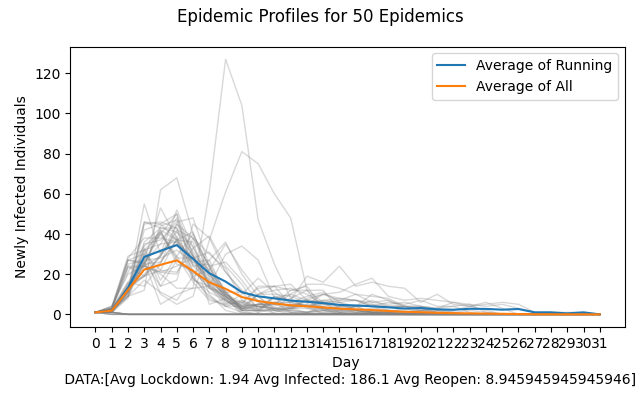 Epidemic Profiles for 50 Epidemics
Average of Running
Average of All
120
100
80
60
40
20
0
Newly Infected Individuals
0 1 2 3 4 5 6 7 8 9 10 11 12 13 14 15 16 17 18 19 20 21 22 23 24 25 26 27 28 29 30 31
Day
DATA:[Avg Lockdown: 1.94 Avg Infected: 186.1 Avg Reopen: 8.945945945945946]